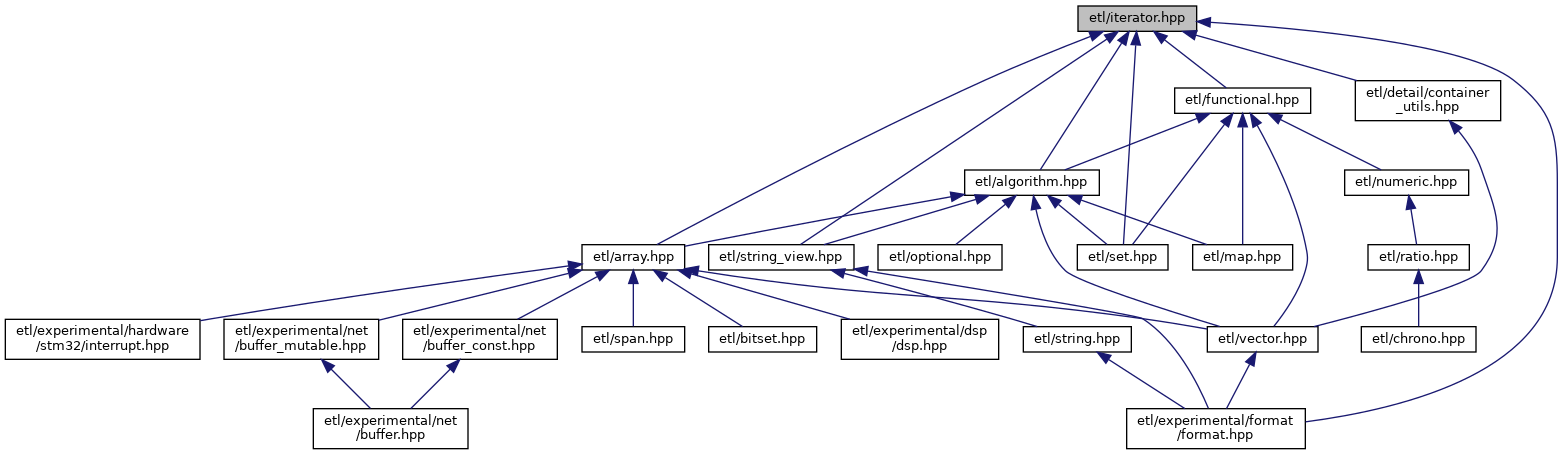 etl/iterator.hpp
etl/functional.hpp
etl/detail/container
_utils.hpp
etl/algorithm.hpp
etl/numeric.hpp
etl/array.hpp
etl/string_view.hpp
etl/optional.hpp
etl/set.hpp
etl/map.hpp
etl/ratio.hpp
etl/experimental/hardware
/stm32/interrupt.hpp
etl/experimental/net
/buffer_mutable.hpp
etl/experimental/net
/buffer_const.hpp
etl/span.hpp
etl/bitset.hpp
etl/experimental/dsp
/dsp.hpp
etl/string.hpp
etl/vector.hpp
etl/chrono.hpp
etl/experimental/net
/buffer.hpp
etl/experimental/format
/format.hpp